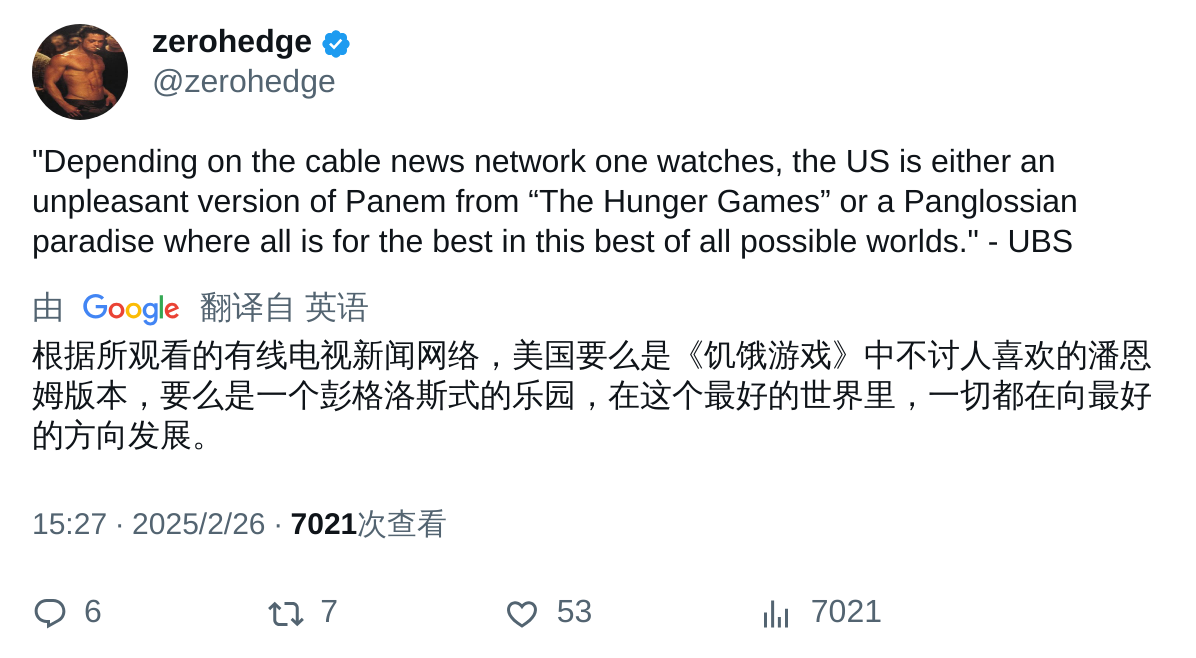 zerohedge
@zerohedge
"Depending on the cable news network one watches, the US is either an
unpleasant version of Panem from “The Hunger Games” or a Panglossian
paradise where all is for the best in this best of all possible worlds." - UBS
由 Google 翻译自 英语
根据所观看的有线电视新闻网络，美国要么是《饥饿游戏》中不讨人喜欢的潘恩
姆版本，要么是一个彭格洛斯式的乐园，在这个最好的世界里，一切都在向最好
的方向发展。
15:27 · 2025/2/26 · 7021次查看
6 7 53 7021